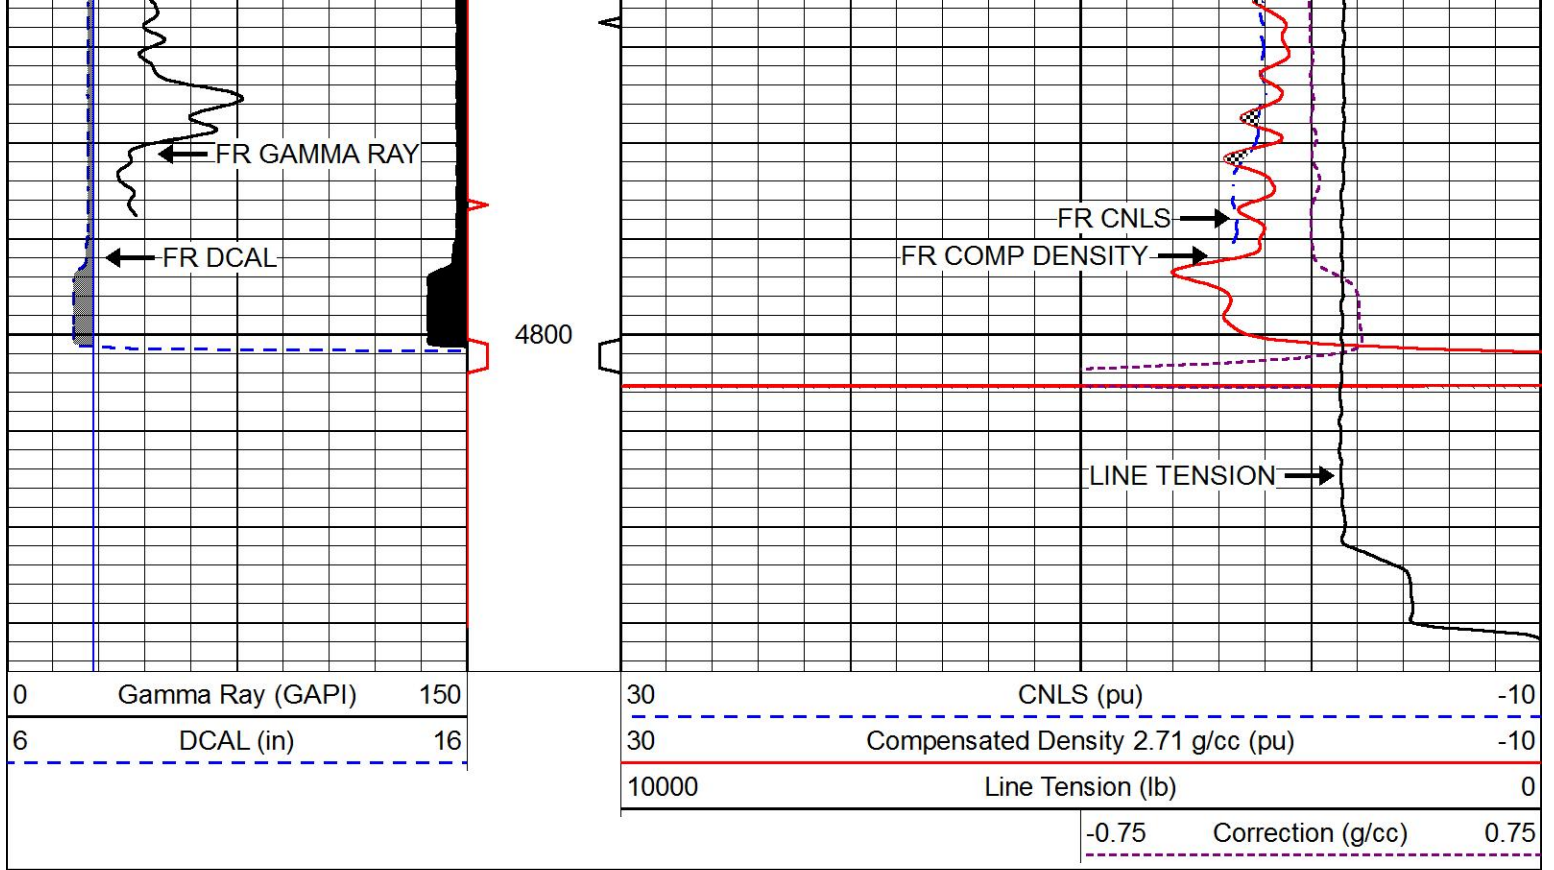 FR GAMMA RAY
FR CNLS
FR COMP DENSITY
FR DCAL
4800
LINE TENSION
0 Gamma Ray (GAPI) 150
6 DCAL (in) 16
30 CNLS (pu) -10
30 Compensated Density 2.71 g/cc (pu) -10
10000 Line Tension (lb) 0
-0.75 Correction (g/cc) 0.75